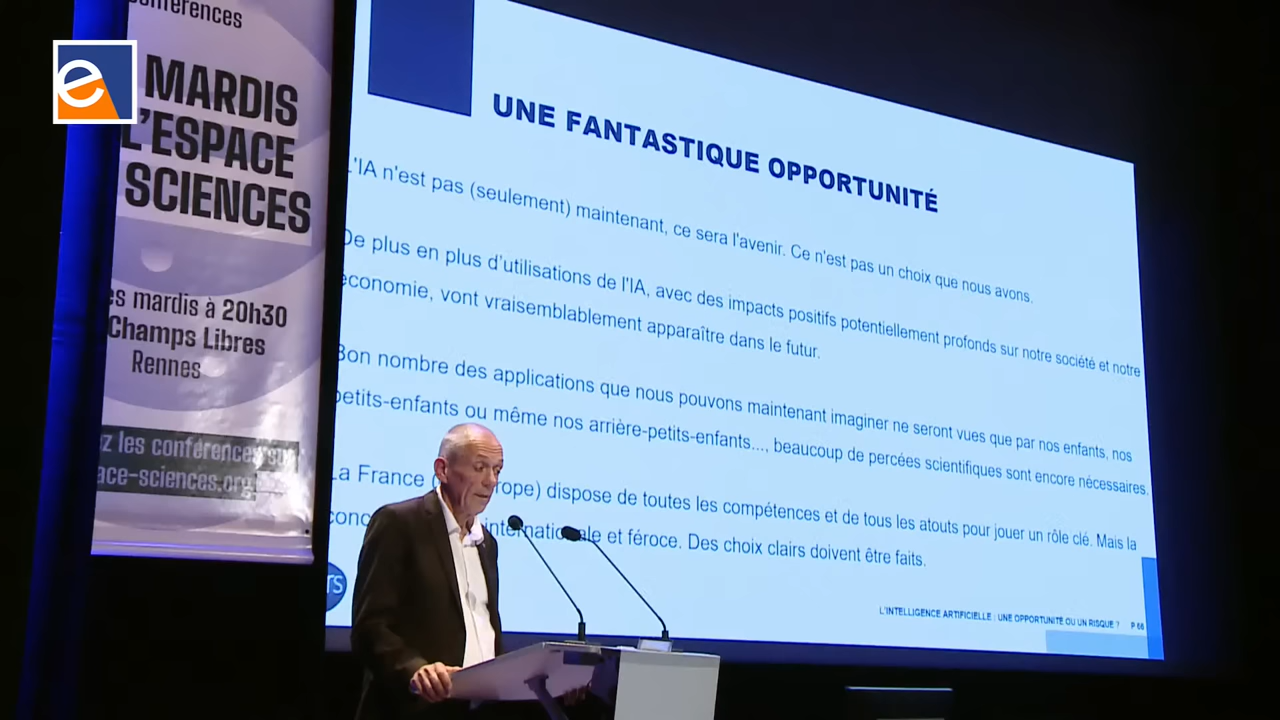 conférences
MARDIS
L'ESPACE
SCIENCES
es mardis à 20h30
Champs Libres
Rennes
z les conférences su
ace-sciences.org
e
UNE FANTASTIQUE OPPORTUNITÉ
L'IA n'est pas (seulement) maintenant, ce sera l'avenir. Ce n'est pas un choix que nous avons.
De plus en plus d'utilisations de l'IA, avec des impacts positifs potentiellement profonds sur notre société et notre
économie, vont vraisemblablement apparaître dans le futur.
Bon nombre des applications que nous pouvons maintenant imaginer ne seront vues que par nos enfants, nos
petits-enfants ou même nos arrière-petits-enfants..., beaucoup de percées scientifiques sont encore nécessaires.
La France ( rope) dispose de toutes les compétences et de tous les atouts pour jouer un rôle clé. Mais la
conc internationale et féroce. Des choix clairs doivent être faits.
rs
L'INTELLIGENCE ARTIFICIELLE : UNE OPPORTUNITÉ OU UN RISQUE ? P 66